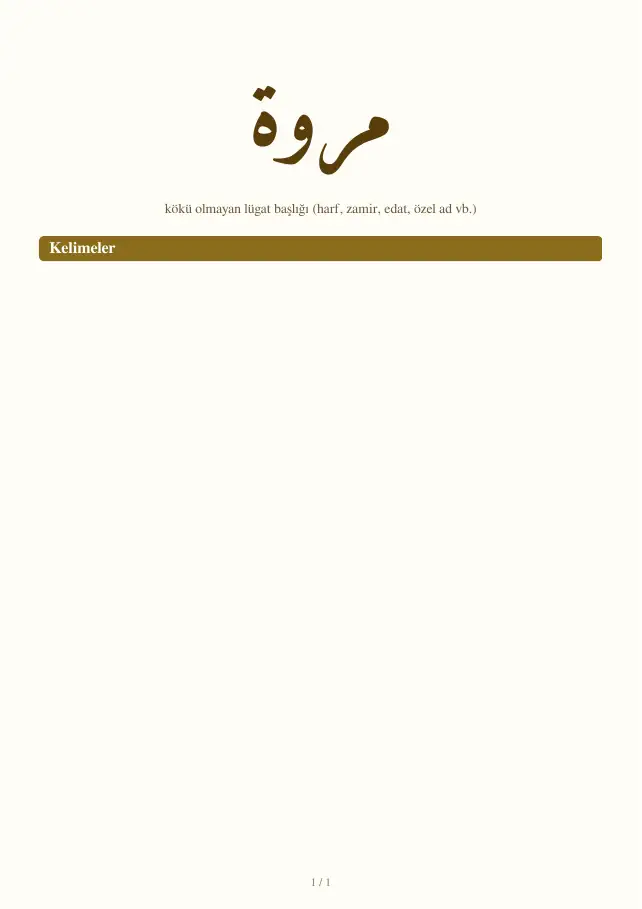 مروة
kökü olmayan lügat başlığı (harf, zamir, edat, özel ad vb.)
Kelimeler
1 / 1